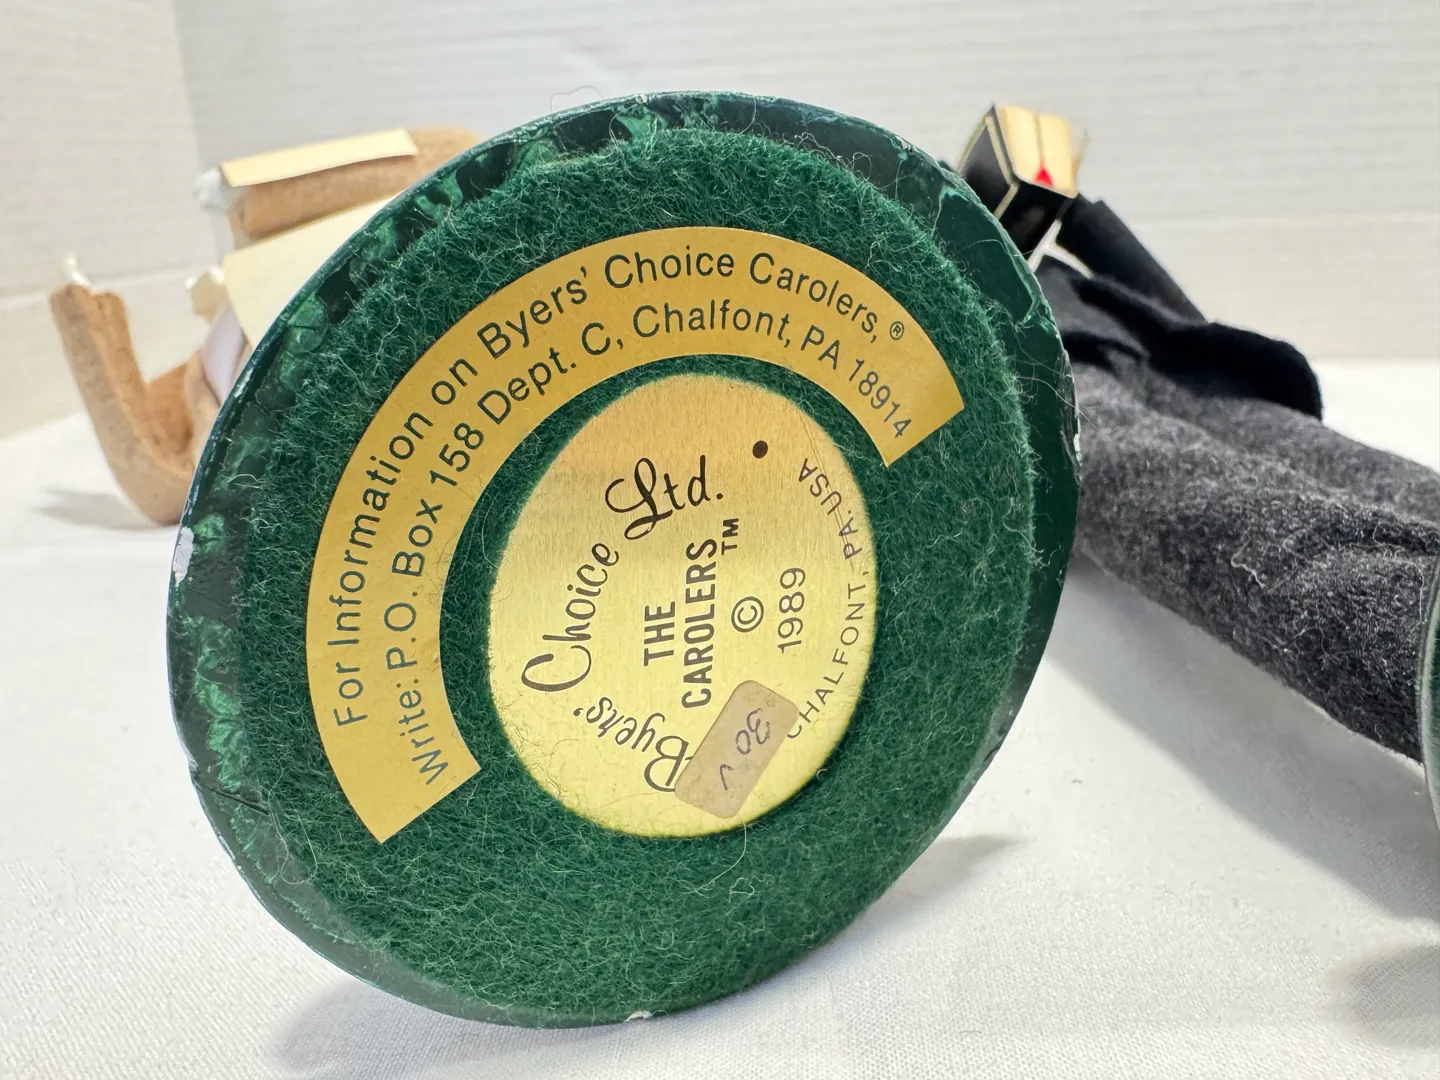 For Information on Byers' Choice Carolers,®
Write: P.O. Box 158 Dept. C, Chalfont, PA 18914
Byers' Choice Ltd.
THE
CAROLERS™
©
1989
CHALFONT, PA. USA
30 v